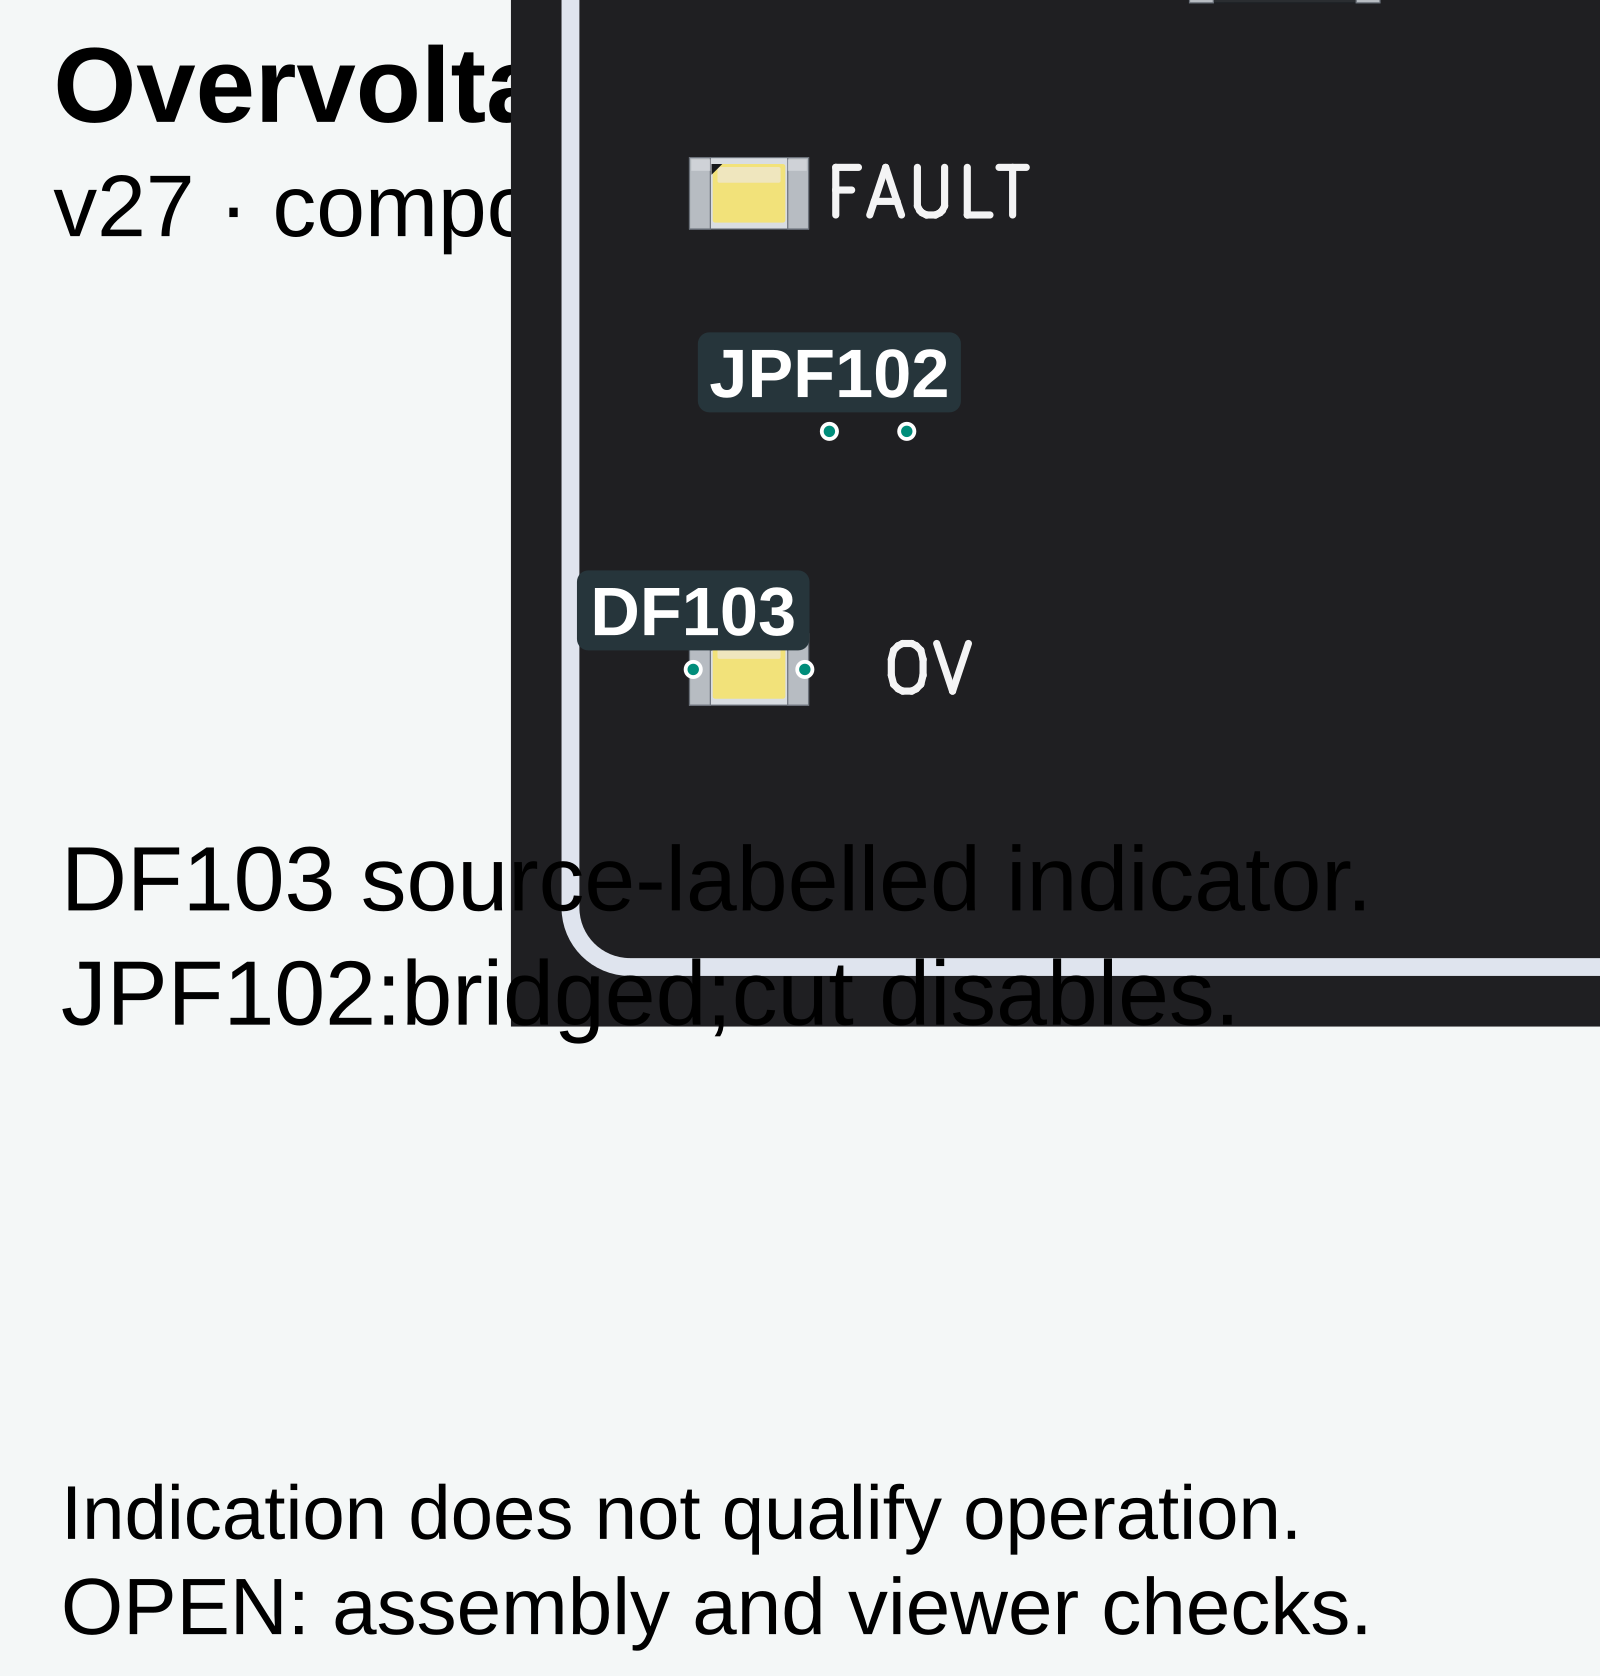 Overvolta
v27 · compo
FAULT
JPF102
DF103
OV
DF103 source-labelled indicator.
JPF102:bridged;cut disables.
Indication does not qualify operation.
OPEN: assembly and viewer checks.